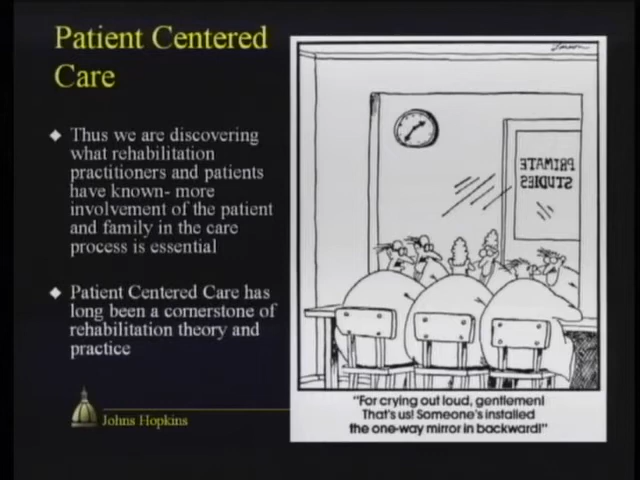 Patient Centered
Care
Thus we are discovering
what rehabilitation
practitioners and patients
have known- more
involvement of the patient
and family in the care
process is essential
Patient Centered Care has
long been a cornerstone of
rehabilitation theory and
practice
Johns Hopkins
Larson
PRIMATE
STUDIES
"For crying out loud, gentlemen!
That's us! Someone's installed
the one-way mirror in backward!"